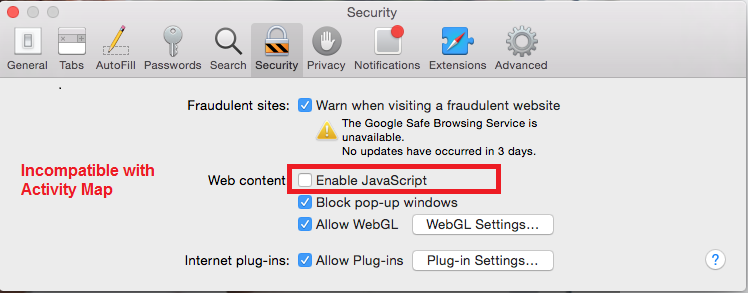 Security
General Tabs AutoFill Passwords Search Security Privacy Notifications Extensions Advanced
Fraudulent sites: Warn when visiting a fraudulent website
The Google Safe Browsing Service is
unavailable.
No updates have occurred in 3 days.
Incompatible with
Activity Map
Web content Enable JavaScript
Block pop-up windows
Allow WebGL WebGL Settings...
Internet plug-ins: Allow Plug-ins Plug-in Settings... ?